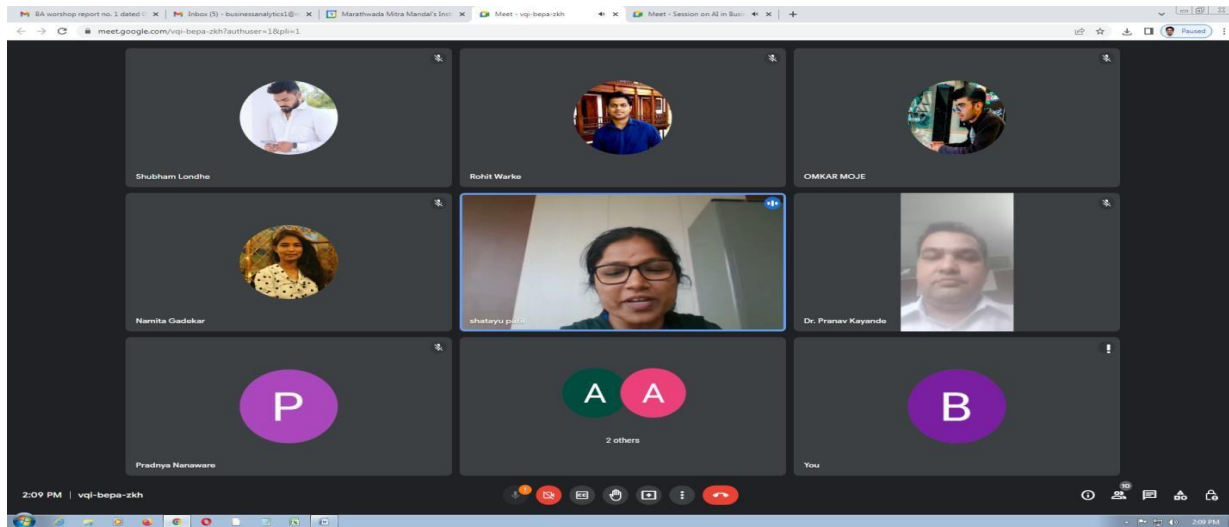 BA worshop report no. 1 dated
Inbox (5) - businessanalytics1@
Marathwada Mitra Mandal's Inst
Meet - vqi-bepa-zkh
Meet - Session on AI in Busi
meet.google.com/vqi-bepa-zkh?authuser=1&pli=1
Paused
Shubham Londhe
Rohit Warke
OMKAR MOJE
Namita Gadekar
shatayu patil
Dr. Pranav Kayande
P
A A
B
2 others
Pradnya Nanaware
You
2:09 PM | vqi-bepa-zkh
10
2:09 PM